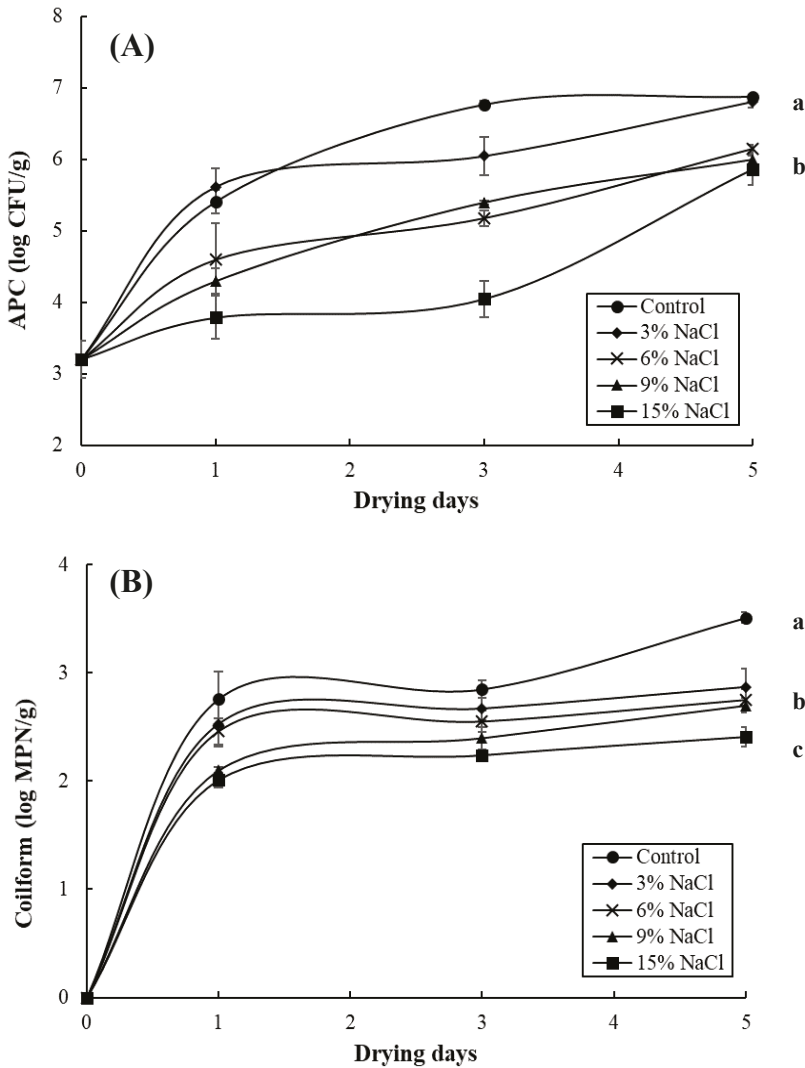 (A)
APC (log CFU/g)
8
7
6
5
4
3
2
0 1 2 3 4 5
Drying days
a
b
Control
3% NaCl
6% NaCl
9% NaCl
15% NaCl
(B)
Coilform (log MPN/g)
4
3
2
1
0
0 1 2 3 4 5
Drying days
a
b
c
Control
3% NaCl
6% NaCl
9% NaCl
15% NaCl